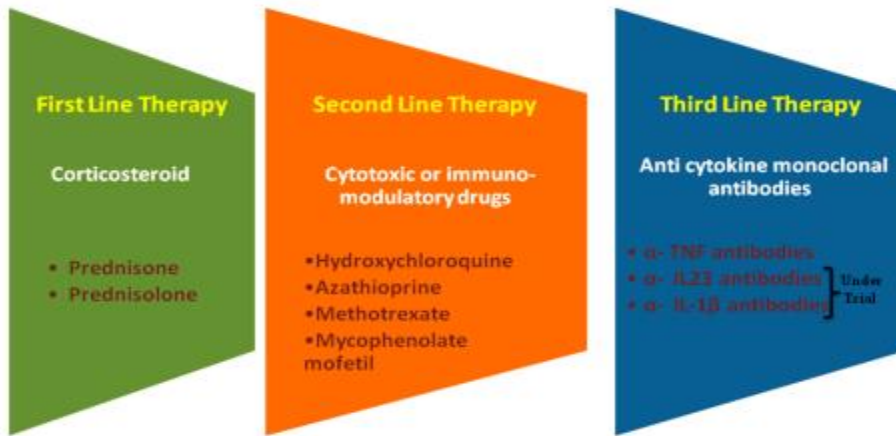 First Line Therapy
Corticosteroid
• Prednisone
• Prednisolone
Second Line Therapy
Cytotoxic or immuno-
modulatory drugs
•Hydroxychloroquine
•Azathioprine
•Methotrexate
•Mycophenolate
mofetil
Third Line Therapy
Anti cytokine monoclonal
antibodies
• α- TNF antibodies
• α- IL23 antibodies
• α- IL-1β antibodies
Under
Trial